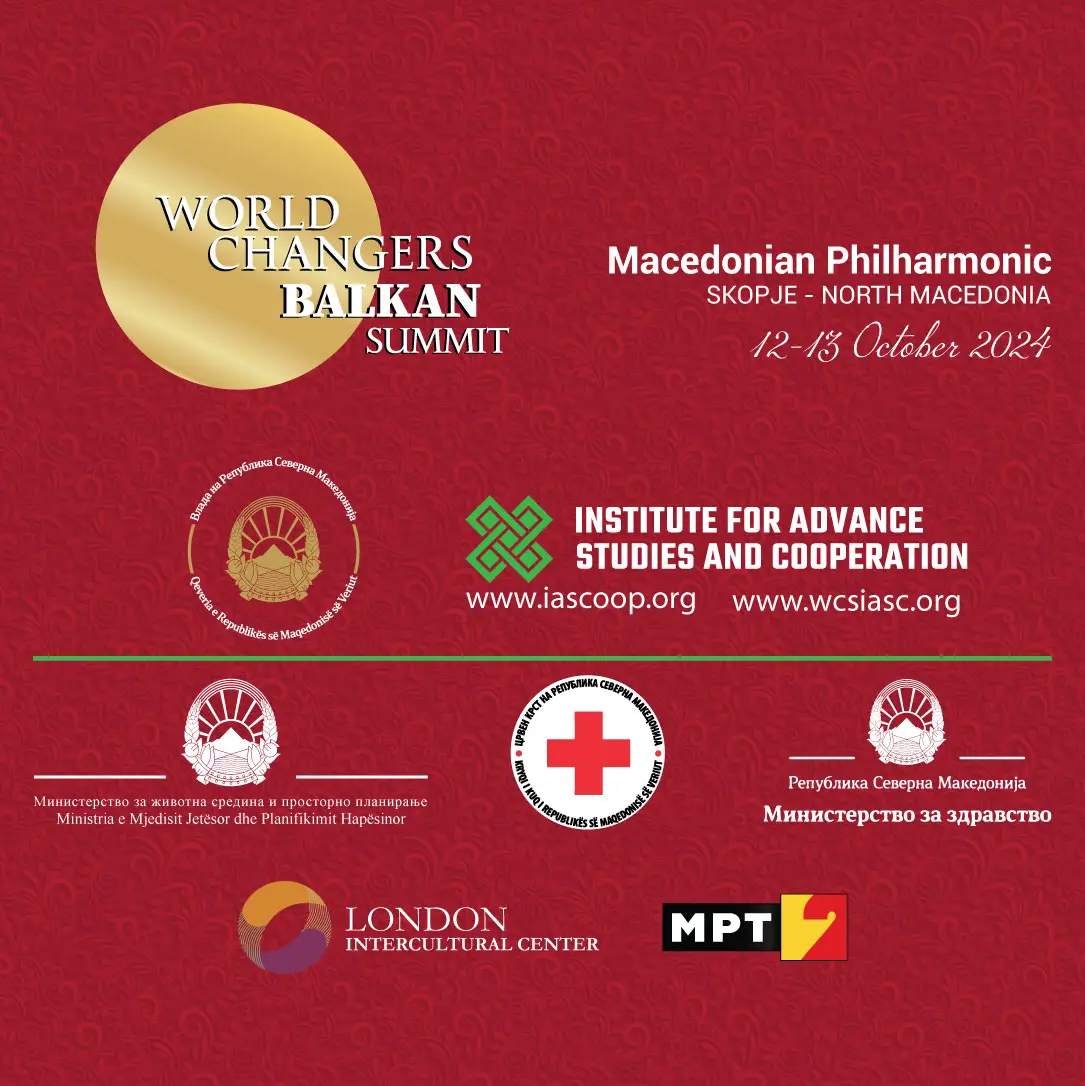 WORLD
CHANGERS
BALKAN
SUMMIT
Macedonian Philharmonic
SKOPJE - NORTH MACEDONIA
12-13 October 2024
Влада на Република Северна Македонија
Qeveria e Republikës së Maqedonisë së Veriut
INSTITUTE FOR ADVANCE
STUDIES AND COOPERATION
www.iascoop.org www.wcsiasc.org
Министерство за животна средина и просторно планирање
Ministria e Mjedisit Jetësor dhe Planifikimit Hapësinor
ЦРВЕН КРСТ НА РЕПУБЛИКА СЕВЕРНА МАКЕДОНИЈА
KRYQI I KUQ I REPUBLIKËS SË MAQEDONISË SË VERIUT
Република Северна Македонија
Министерство за здравство
LONDON
INTERCULTURAL CENTER
МРТ 2